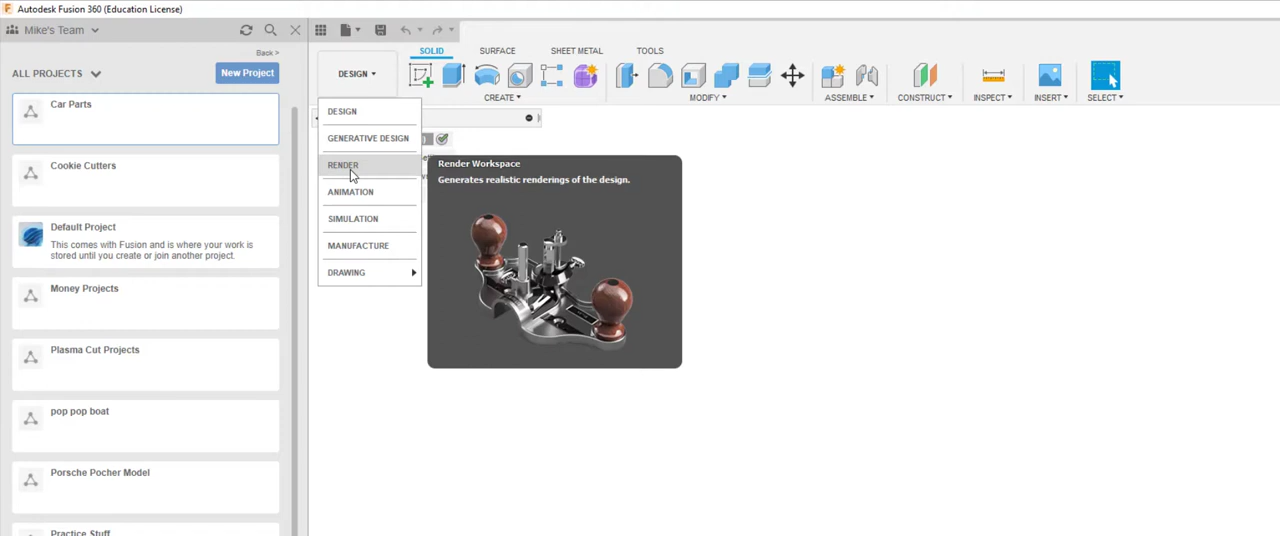 Autodesk Fusion 360 (Education License)
Mike's Team
Back >
ALL PROJECTS
New Project
Car Parts
Cookie Cutters
Default Project
This comes with Fusion and is where your work is
stored until you create or join another project.
Money Projects
Plasma Cut Projects
pop pop boat
Porsche Pocher Model
Practice Stuff
DESIGN
SOLID
SURFACE
SHEET METAL
TOOLS
CREATE
MODIFY
ASSEMBLE
CONSTRUCT
INSPECT
INSERT
SELECT
DESIGN
GENERATIVE DESIGN
RENDER
ANIMATION
SIMULATION
MANUFACTURE
DRAWING
Render Workspace
Generates realistic renderings of the design.